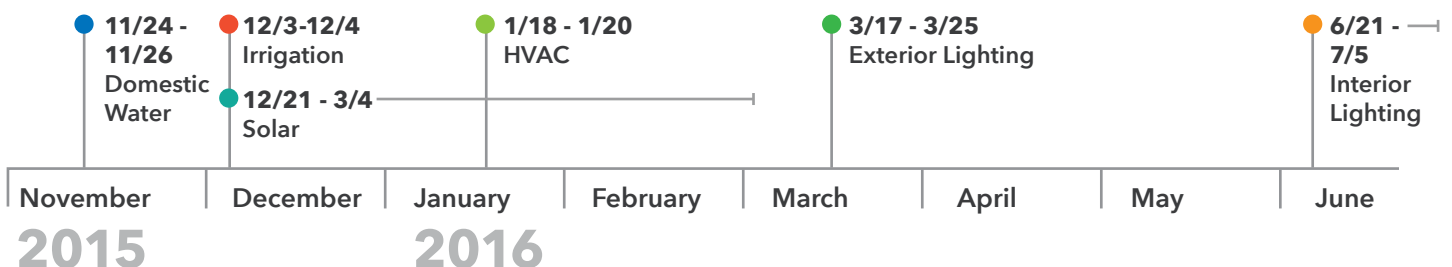 11/24 -
11/26
Domestic
Water
12/3-12/4
Irrigation
12/21 - 3/4
Solar
1/18 - 1/20
HVAC
3/17 - 3/25
Exterior Lighting
6/21 -
7/5
Interior
Lighting
November
December
January
February
March
April
May
June
2015
2016